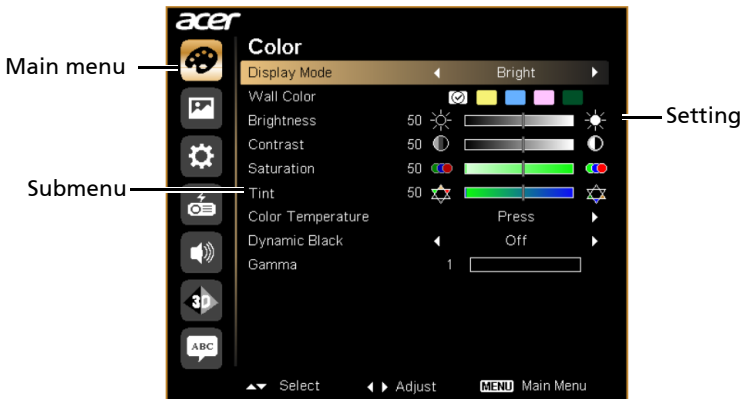 acer
Color
Main menu
Display Mode Bright
Wall Color
Setting
Brightness 50
Contrast 50
Saturation 50
Submenu
Tint 50
Color Temperature Press
Dynamic Black Off
Gamma 1
3D
ABC
Select Adjust MENU Main Menu